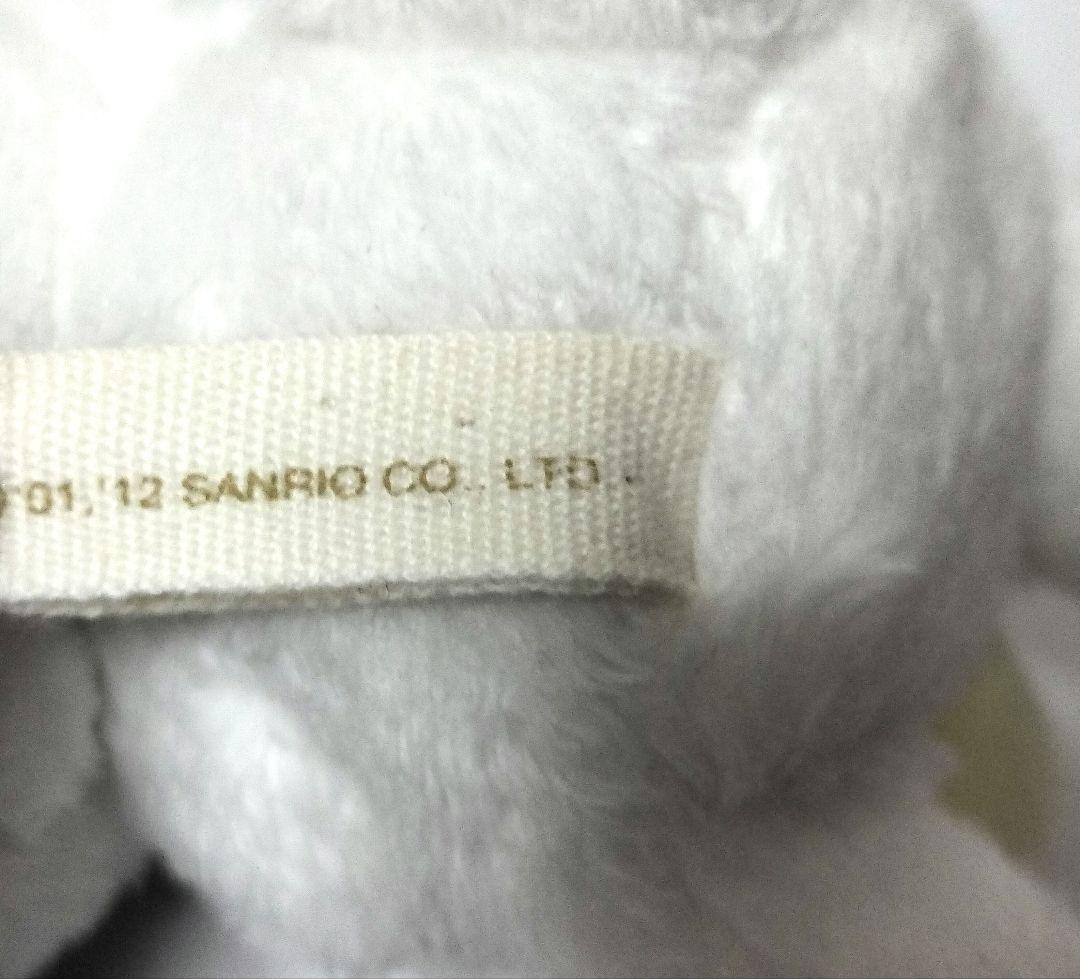 '01, '12 SANRIO CO., LTD.